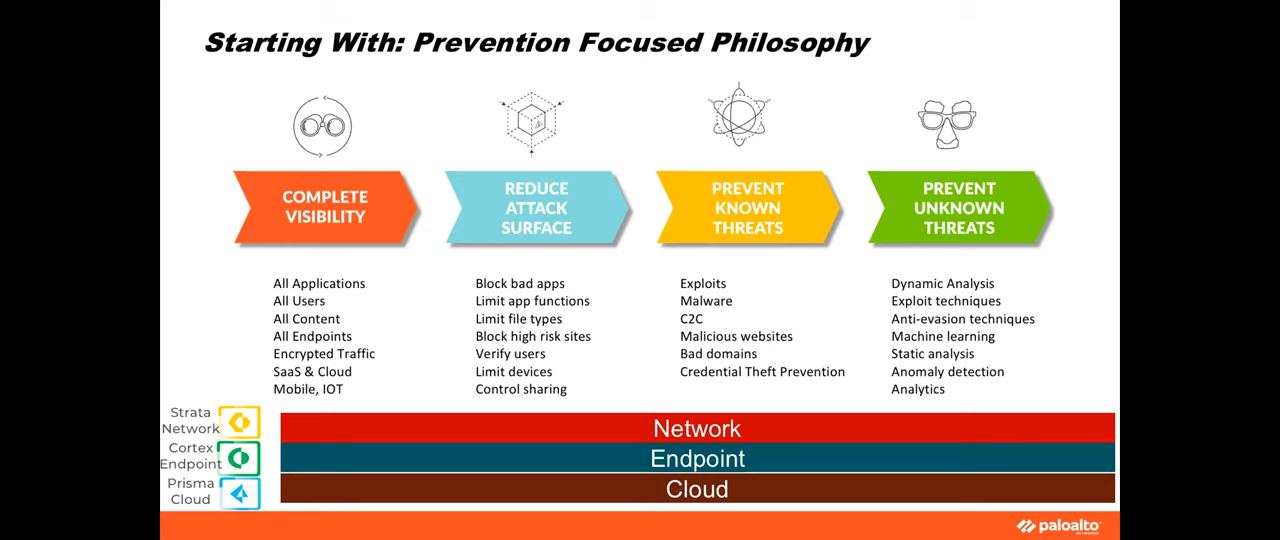 Starting With: Prevention Focused Philosophy
COMPLETE
VISIBILITY
REDUCE
ATTACK
SURFACE
PREVENT
KNOWN
THREATS
PREVENT
UNKNOWN
THREATS
All Applications
All Users
All Content
All Endpoints
Encrypted Traffic
SaaS & Cloud
Mobile, IOT
Block bad apps
Limit app functions
Limit file types
Block high risk sites
Verify users
Limit devices
Control sharing
Exploits
Malware
C2C
Malicious websites
Bad domains
Credential Theft Prevention
Dynamic Analysis
Exploit techniques
Anti-evasion techniques
Machine learning
Static analysis
Anomaly detection
Analytics
Strata
Network
Cortex
Endpoint
Prisma
Cloud
Network
Endpoint
Cloud
paloalto
NETWORKS